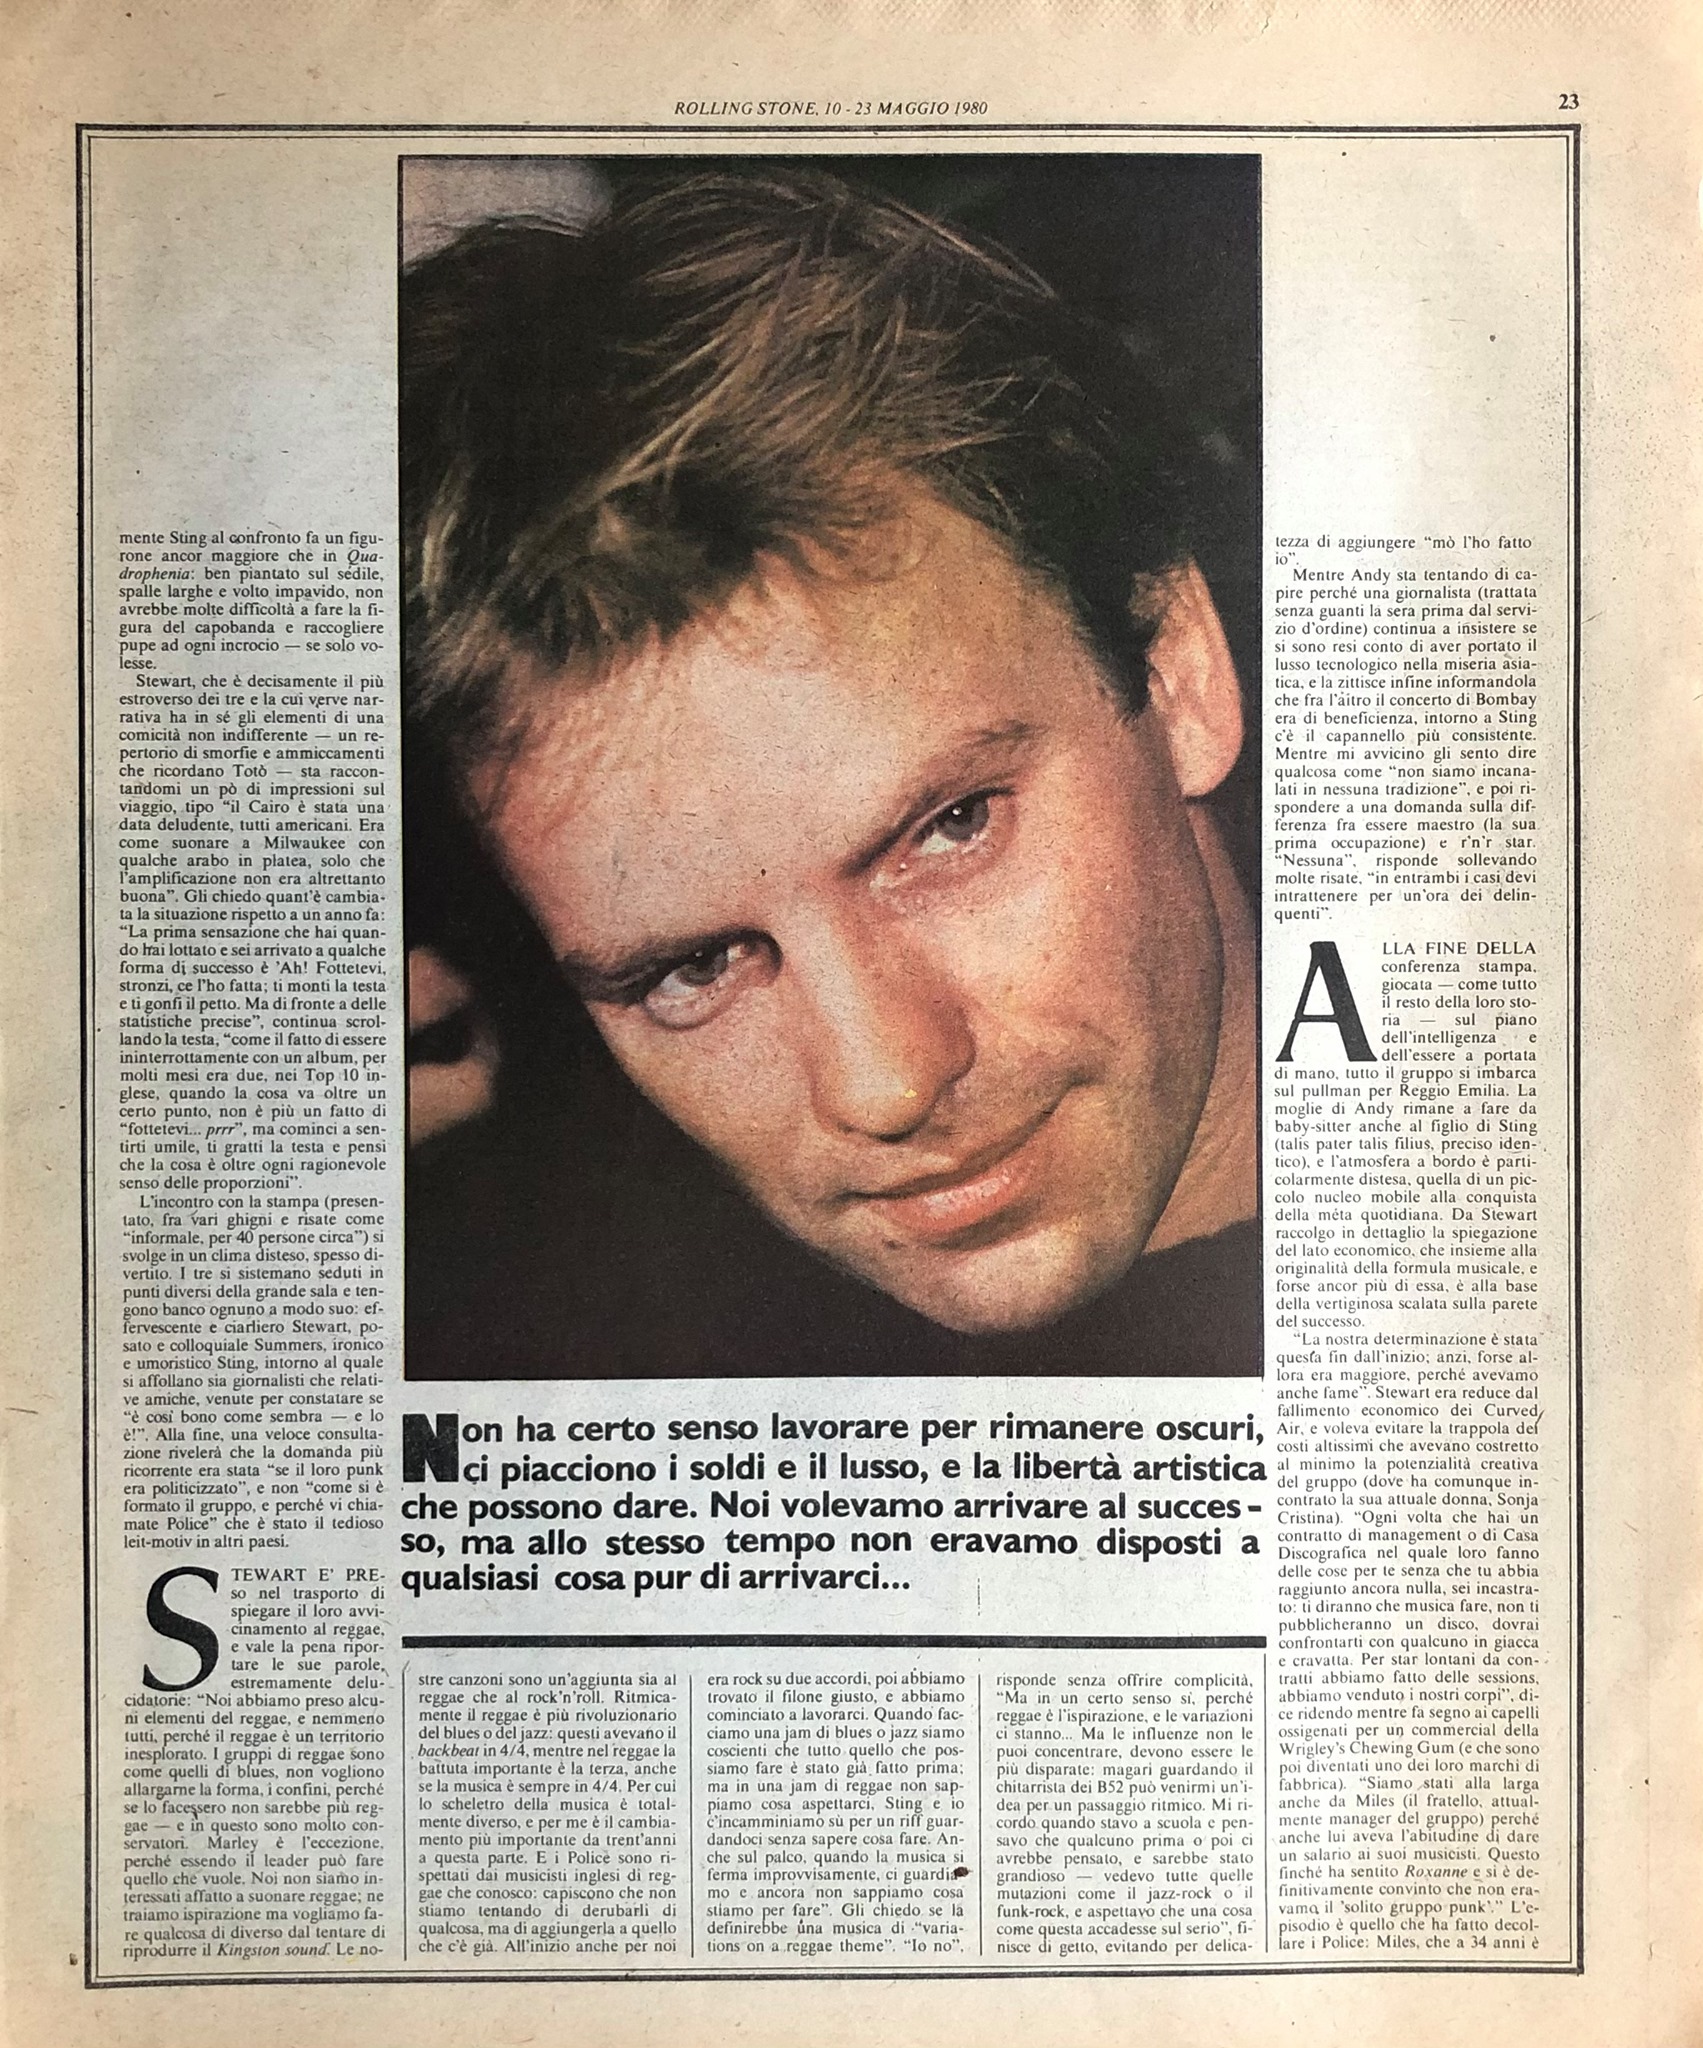 ROLLING STONE, 10 - 23 MAGGIO 1980
23
mente Sting al confronto fa un figu-
rone ancor maggiore che in Qua-
drophenia: ben piantato sul sedile,
spalle larghe e volto impavido, non
avrebbe molte difficoltà a fare la fi-
gura del capobanda e raccogliere
pupe ad ogni incrocio — se solo vo-
lesse.
Stewart, che è decisamente il più
estroverso dei tre e la cui verve nar-
rativa ha in sé gli elementi di una
comicità non indifferente — un re-
pertorio di smorfie e ammiccamenti
che ricordano Totò — sta raccon-
tandomi un pò di impressioni sul
viaggio, tipo “il Cairo è stata una
data deludente, tutti americani. Era
come suonare a Milwaukee con
qualche arabo in platea, solo che
l'amplificazione non era altrettanto
buona”. Gli chiedo quant'è cambia-
ta la situazione rispetto a un anno fa:
“La prima sensazione che hai quan-
do hai lottato e sei arrivato a qualche
forma di successo è 'Ah! Fottetevi,
stronzi, ce l'ho fatta; ti monti la testa
e ti gonfi il petto. Ma di fronte a delle
statistiche precise”, continua scrol-
lando la testa, “come il fatto di essere
ininterrottamente con un album, per
molti mesi era due, nei Top 10 in-
glese, quando la cosa va oltre un
certo punto, non è più un fatto di
“fottetevi... prrr”, ma cominci a sen-
tirti umile, ti gratti la testa e pensi
che la cosa è oltre ogni ragionevole
senso delle proporzioni”.
L'incontro con la stampa (presen-
tato, fra vari ghigni e risate come
“informale, per 40 persone circa”) si
svolge in un clima disteso, spesso di-
vertito. I tre si sistemano seduti in
punti diversi della grande sala e ten-
gono banco ognuno a modo suo: ef-
fervescente e ciarliero Stewart, po-
sato e colloquiale Summers, ironico
e umoristico Sting, intorno al quale
si affollano sia giornalisti che relati-
ve amiche, venute per constatare se
“è così bono come sembra — e lo
è!”. Alla fine, una veloce consulta-
zione rivelerà che la domanda più
ricorrente era stata “se il loro punk
era politicizzato”, e non “come si è
formato il gruppo, e perché vi chia-
mate Police” che è stato il tedioso
leit-motiv in altri paesi.
STEWART E' PRE-
so nel trasporto di
spiegare il loro avvi-
cinamento al reggae,
e vale la pena ripor-
tare le sue parole,
estremamente delu-
cidatorie: “Noi abbiamo preso alcu-
ni elementi del reggae, e nemmeno
tutti, perché il reggae è un territorio
inesplorato. I gruppi di reggae sono
come quelli di blues, non vogliono
allargarne la forma, i confini, perché
se lo facessero non sarebbe più reg-
gae — e in questo sono molto con-
servatori. Marley è l'eccezione,
perché essendo il leader può fare
quello che vuole. Noi non siamo in-
teressati affatto a suonare reggae; ne
traiamo ispirazione ma vogliamo fa-
re qualcosa di diverso dal tentare di
riprodurre il Kingston sound. Le no-
Non ha certo senso lavorare per rimanere oscuri,
ci piacciono i soldi e il lusso, e la libertà artistica
che possono dare. Noi volevamo arrivare al succes-
so, ma allo stesso tempo non eravamo disposti a
qualsiasi cosa pur di arrivarci...
stre canzoni sono un'aggiunta sia al
reggae che al rock'n'roll. Ritmica-
mente il reggae è più rivoluzionario
del blues o del jazz: questi avevano il
backbeat in 4/4, mentre nel reggae la
battuta importante è la terza, anche
se la musica è sempre in 4/4. Per cui
lo scheletro della musica è total-
mente diverso, e per me è il cambia-
mento più importante da trent'anni
a questa parte. E i Police sono ri-
spettati dai musicisti inglesi di reg-
gae che conosco: capiscono che non
stiamo tentando di derubarli di
qualcosa, ma di aggiungerla a quello
che c'è già. All'inizio anche per noi
era rock su due accordi, poi abbiamo
trovato il filone giusto, e abbiamo
cominciato a lavorarci. Quando fac-
ciamo una jam di blues o jazz siamo
coscienti che tutto quello che pos-
siamo fare è stato già fatto prima;
ma in una jam di reggae non sap-
piamo cosa aspettarci, Sting e io
c'incamminiamo sù per un riff guar-
dandoci senza sapere cosa fare. An-
che sul palco, quando la musica si
ferma improvvisamente, ci guardia-
mo e ancora non sappiamo cosa
stiamo per fare”. Gli chiedo se la
definirebbe una musica di “varia-
tions on a reggae theme”. “Io no”,
risponde senza offrire complicità,
“Ma in un certo senso sì, perché
reggae è l'ispirazione, e le variazioni
ci stanno... Ma le influenze non le
puoi concentrare, devono essere le
più disparate: magari guardando il
chitarrista dei B52 può venirmi un'i-
dea per un passaggio ritmico. Mi ri-
cordo quando stavo a scuola e pen-
savo che qualcuno prima o poi ci
avrebbe pensato, e sarebbe stato
grandioso — vedevo tutte quelle
mutazioni come il jazz-rock o il
funk-rock, e aspettavo che una cosa
come questa accadesse sul serio”, fi-
nisce di getto, evitando per delica-
tezza di aggiungere “mò l'ho fatto
io”.
Mentre Andy sta tentando di ca-
pire perché una giornalista (trattata
senza guanti la sera prima dal servi-
zio d'ordine) continua a insistere se
si sono resi conto di aver portato il
lusso tecnologico nella miseria asia-
tica, e la zittisce infine informandola
che fra l'altro il concerto di Bombay
era di beneficienza, intorno a Sting
c'è il capannello più consistente.
Mentre mi avvicino gli sento dire
qualcosa come “non siamo incana-
lati in nessuna tradizione”, e poi ri-
spondere a una domanda sulla dif-
ferenza fra essere maestro (la sua
prima occupazione) e r'n'r star.
“Nessuna”, risponde sollevando
molte risate, “in entrambi i casi devi
intrattenere per un'ora dei delin-
quenti”.
ALLA FINE DELLA
conferenza stampa,
giocata — come tutto
il resto della loro sto-
ria — sul piano
dell'intelligenza e
dell'essere a portata
di mano, tutto il gruppo si imbarca
sul pullman per Reggio Emilia. La
moglie di Andy rimane a fare da
baby-sitter anche al figlio di Sting
(talis pater talis filius, preciso iden-
tico), e l'atmosfera a bordo è parti-
colarmente distesa, quella di un pic-
colo nucleo mobile alla conquista
della méta quotidiana. Da Stewart
raccolgo in dettaglio la spiegazione
del lato economico, che insieme alla
originalità della formula musicale, e
forse ancor più di essa, è alla base
della vertiginosa scalata sulla parete
del successo.
“La nostra determinazione è stata
questa fin dall'inizio; anzi, forse al-
lora era maggiore, perché avevamo
anche fame”. Stewart era reduce dal
fallimento economico dei Curved
Air, e voleva evitare la trappola dei
costi altissimi che avevano costretto
al minimo la potenzialità creativa
del gruppo (dove ha comunque in-
contrato la sua attuale donna, Sonja
Cristina). “Ogni volta che hai un
contratto di management o di Casa
Discografica nel quale loro fanno
delle cose per te senza che tu abbia
raggiunto ancora nulla, sei incastra-
to: ti diranno che musica fare, non ti
pubblicheranno un disco, dovrai
confrontarti con qualcuno in giacca
e cravatta. Per star lontani da con-
tratti abbiamo fatto delle sessions,
abbiamo venduto i nostri corpi”, di-
ce ridendo mentre fa segno ai capelli
ossigenati per un commercial della
Wrigley's Chewing Gum (e che sono
poi diventati uno dei loro marchi di
fabbrica). “Siamo stati alla larga
anche da Miles (il fratello, attual-
mente manager del gruppo) perché
anche lui aveva l'abitudine di dare
un salario ai suoi musicisti. Questo
finché ha sentito Roxanne e si è de-
finitivamente convinto che non era-
vamo il 'solito gruppo punk'.” L'e-
pisodio è quello che ha fatto decol-
lare i Police: Miles, che a 34 anni è